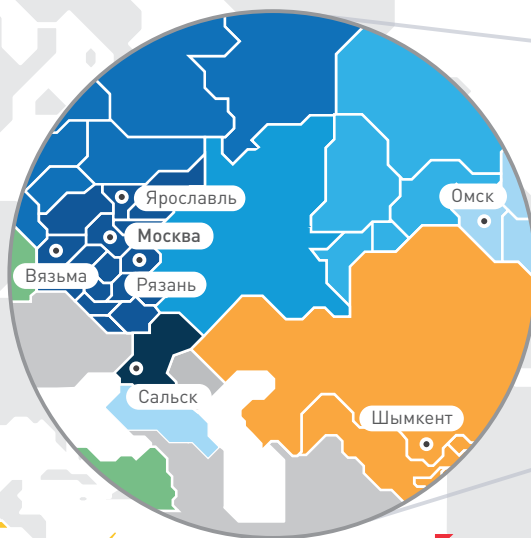 Ярославль
Омск
Москва
Вязьма
Рязань
Сальск
Шымкент